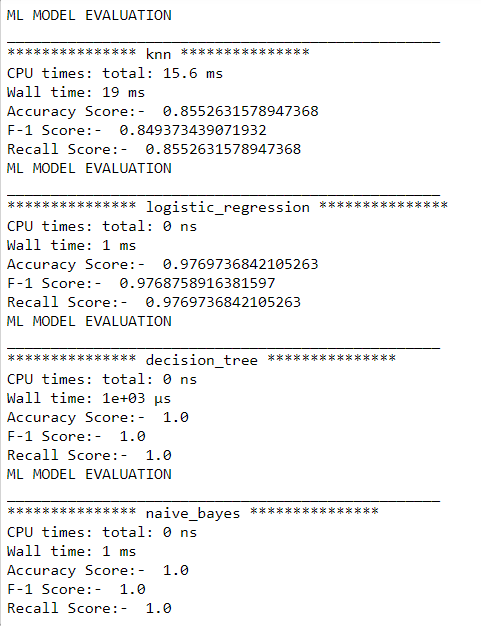 ML MODEL EVALUATION
____________________________________________________
*************** knn ***************
CPU times: total: 15.6 ms
Wall time: 19 ms
Accuracy Score:-  0.8552631578947368
F-1 Score:-  0.849373439071932
Recall Score:-  0.8552631578947368
ML MODEL EVALUATION
____________________________________________________
*************** logistic_regression ***************
CPU times: total: 0 ns
Wall time: 1 ms
Accuracy Score:-  0.9769736842105263
F-1 Score:-  0.9768758916381597
Recall Score:-  0.9769736842105263
ML MODEL EVALUATION
____________________________________________________
*************** decision_tree ***************
CPU times: total: 0 ns
Wall time: 1e+03 µs
Accuracy Score:-  1.0
F-1 Score:-  1.0
Recall Score:-  1.0
ML MODEL EVALUATION
____________________________________________________
*************** naive_bayes ***************
CPU times: total: 0 ns
Wall time: 1 ms
Accuracy Score:-  1.0
F-1 Score:-  1.0
Recall Score:-  1.0